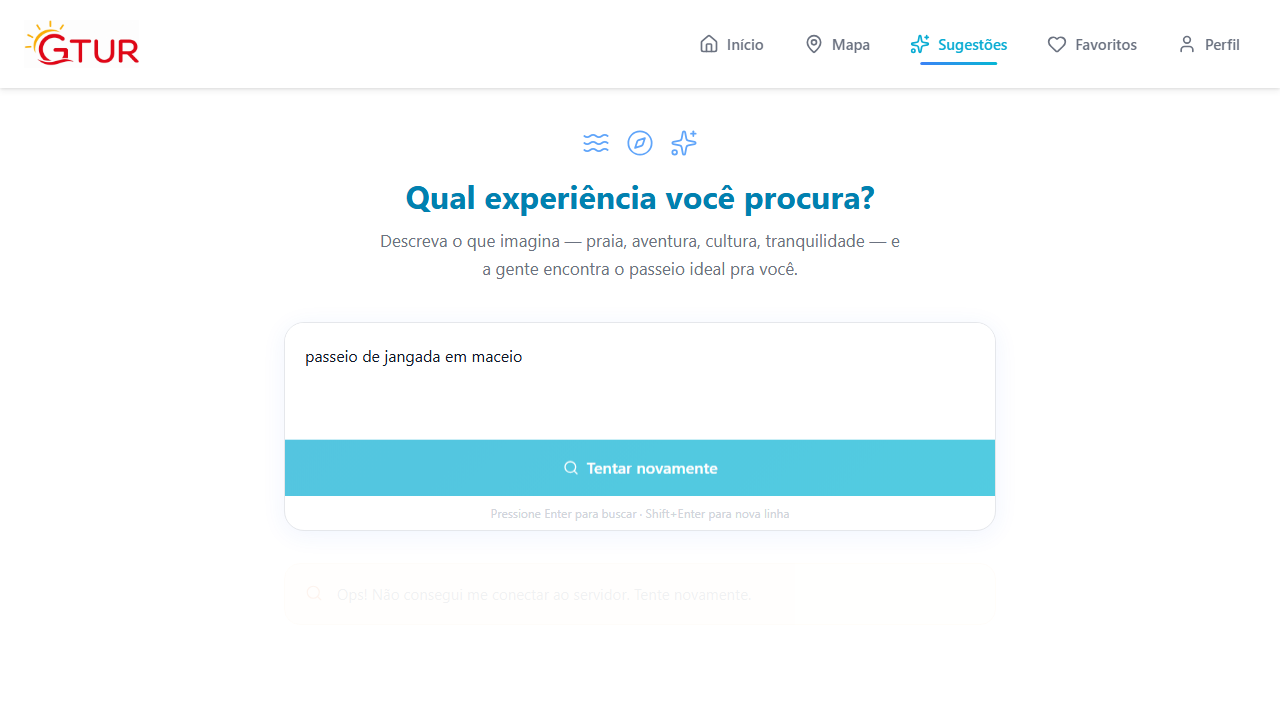 GTUR
Início
Mapa
Sugestões
Favoritos
Perfil
Qual experiência você procura?
Descreva o que imagina — praia, aventura, cultura, tranquilidade — e
a gente encontra o passeio ideal pra você.
passeio de jangada em maceio
Tentar novamente
Pressione Enter para buscar · Shift+Enter para nova linha
Ops! Não consegui me conectar ao servidor. Tente novamente.